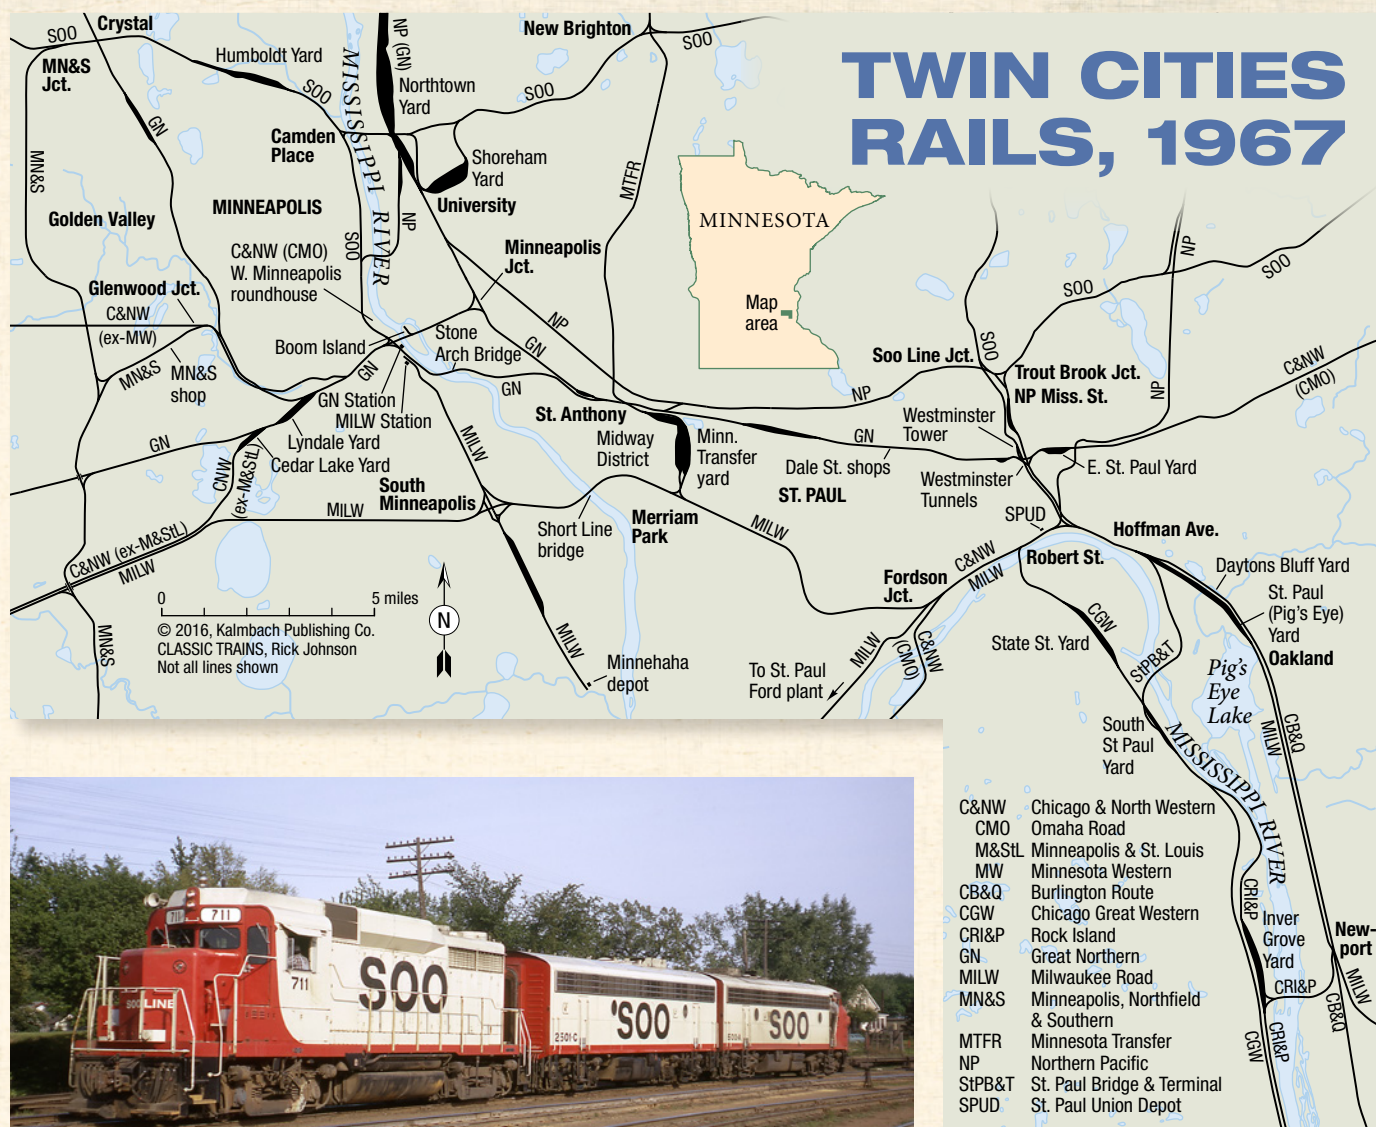 TWIN CITIES
RAILS, 1967
Crystal
SOO
MN&S
Jct.
Humboldt Yard
SOO
MISSISSIPPI RIVER
NP (GN)
Northtown
Yard
New Brighton
SOO
SOO
GN
Camden
Place
Shoreham
Yard
University
MTFR
MN&S
Golden Valley
MINNEAPOLIS
SOO
NP
C&NW (CMO)
W. Minneapolis
roundhouse
Minneapolis
Jct.
Glenwood Jct.
C&NW
(ex-MW)
MN&S
MN&S
shop
Boom Island
Stone
Arch Bridge
NP
GN
GN
GN
GN Station
MILW Station
St. Anthony
Midway
District
Minn.
Transfer
yard
GN
Lyndale Yard
Cedar Lake Yard
CNW
(ex-M&StL)
MILW
South
Minneapolis
MILW
Short Line
bridge
Merriam
Park
MILW
C&NW (ex-M&StL)
MILW
MN&S
MILW
Minnehaha
depot
0
5 miles
© 2016, Kalmbach Publishing Co.
CLASSIC TRAINS, Rick Johnson
Not all lines shown
N
MINNESOTA
Map
area
NP
SOO
SOO
SOO
Soo Line Jct.
Trout Brook Jct.
NP Miss. St.
NP
NP
C&NW
(CMO)
Westminster
Tower
GN
Dale St. shops
ST. PAUL
Westminster
Tunnels
E. St. Paul Yard
SPUD
Hoffman Ave.
Robert St.
C&NW
MILW
Fordson
Jct.
Daytons Bluff Yard
St. Paul
(Pig's Eye)
Yard
Oakland
CGW
State St. Yard
StPB&T
Pig's
Eye
Lake
MILW
C&NW
(CMO)
To St. Paul
Ford plant
South
St Paul
Yard
MISSISSIPPI RIVER
MILW
CB&Q
CRI&P
Inver
Grove
Yard
New-
port
CRI&P
MILW
CB&Q
CGW
CRI&P
C&NW Chicago & North Western
CMO Omaha Road
M&StL Minneapolis & St. Louis
MW Minnesota Western
CB&Q Burlington Route
CGW Chicago Great Western
CRI&P Rock Island
GN Great Northern
MILW Milwaukee Road
MN&S Minneapolis, Northfield
& Southern
MTFR Minnesota Transfer
NP Northern Pacific
StPB&T St. Paul Bridge & Terminal
SPUD St. Paul Union Depot
711
711
711
SOO
SOO LINE
SOO
2501-C
SOO